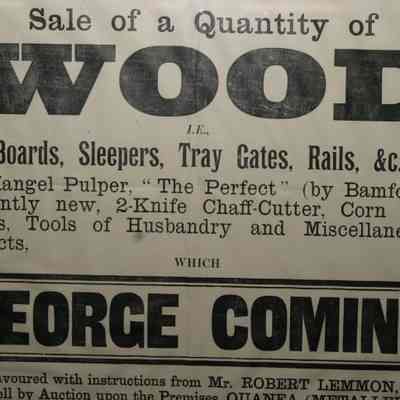 Sale of a Quantity of
WOOD
I.E.,
Boards, Sleepers, Tray Gates, Rails, &c.
Mangel Pulper, "The Perfect" (by Bamfo
ntly new, 2-Knife Chaff-Cutter, Corn
s, Tools of Husbandry and Miscellane
cts,
WHICH
EORGE COMIN
avoured with instructions from Mr. ROBERT LEMMON,
ell by Auction upon the Premises, QUANEA (METALL